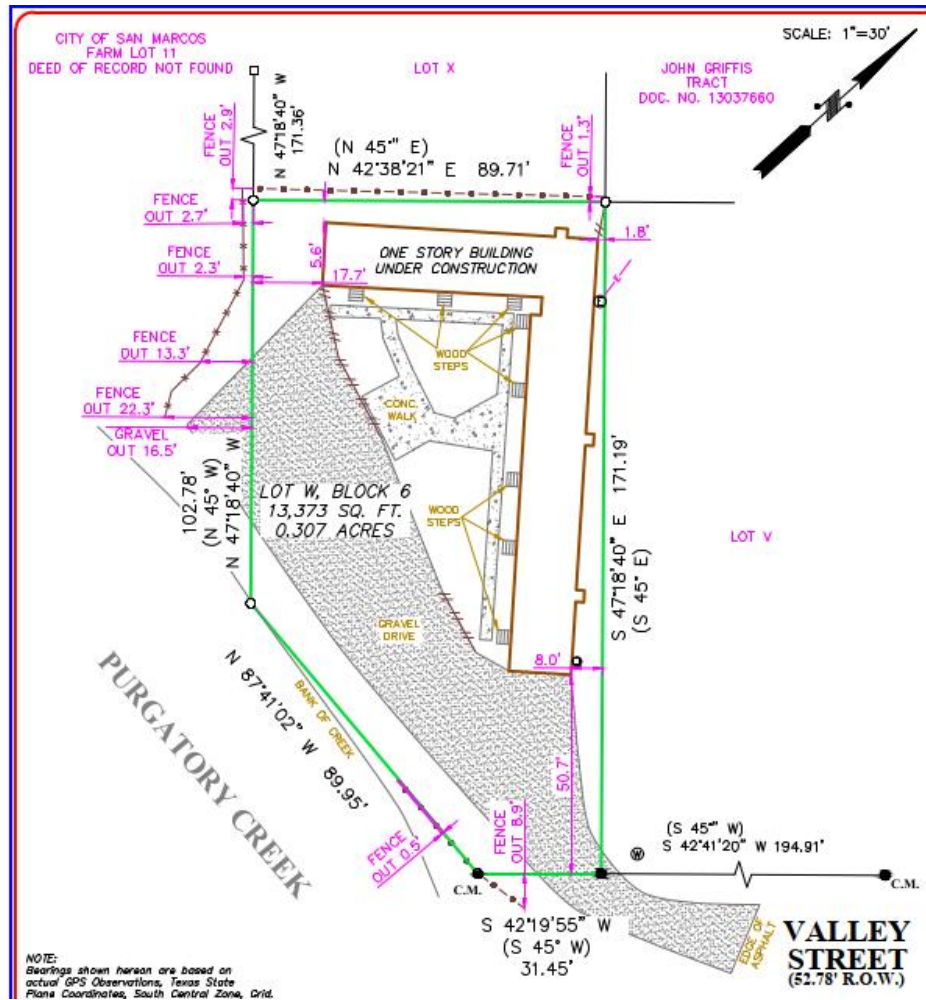 CITY OF SAN MARCOS
FARM LOT 11
DEED OF RECORD NOT FOUND
LOT X
SCALE: 1"=30'
JOHN GRIFFIS
TRACT
DOC. NO. 13037660
FENCE
OUT 2.9'
N 47°18'40" W
171.36'
(N 45°" E)
N 42°38'21" E 89.71'
FENCE
OUT 1.3'
FENCE
OUT 2.7'
FENCE
OUT 2.3'
5.6'
17.7'
ONE STORY BUILDING
UNDER CONSTRUCTION
1.8'
E
E
FENCE
OUT 13.3'
WOOD
STEPS
FENCE
OUT 22.3'
GRAVEL
OUT 16.5'
CONC.
WALK
102.78'
(N 45° W)
N 47°18'40" W
LOT W, BLOCK 6
13,373 SQ. FT.
0.307 ACRES
WOOD
STEPS
S 47°18'40" E 171.19'
(S 45° E)
LOT V
GRAVEL
DRIVE
8.0'
PURGATORY CREEK
N 87°41'02" W 89.95'
BANK OF CREEK
50.7'
FENCE
OUT 0.5'
FENCE
OUT 8.9'
W
(S 45°" W)
S 42°41'20" W 194.91'
C.M.
C.M.
S 42°19'55" W
(S 45° W)
31.45'
EDGE OF
ASPHALT
VALLEY
STREET
(52.78' R.O.W.)
NOTE:
Bearings shown hereon are based on
actual GPS Observations, Texas State
Plane Coordinates, South Central Zone, Grid.